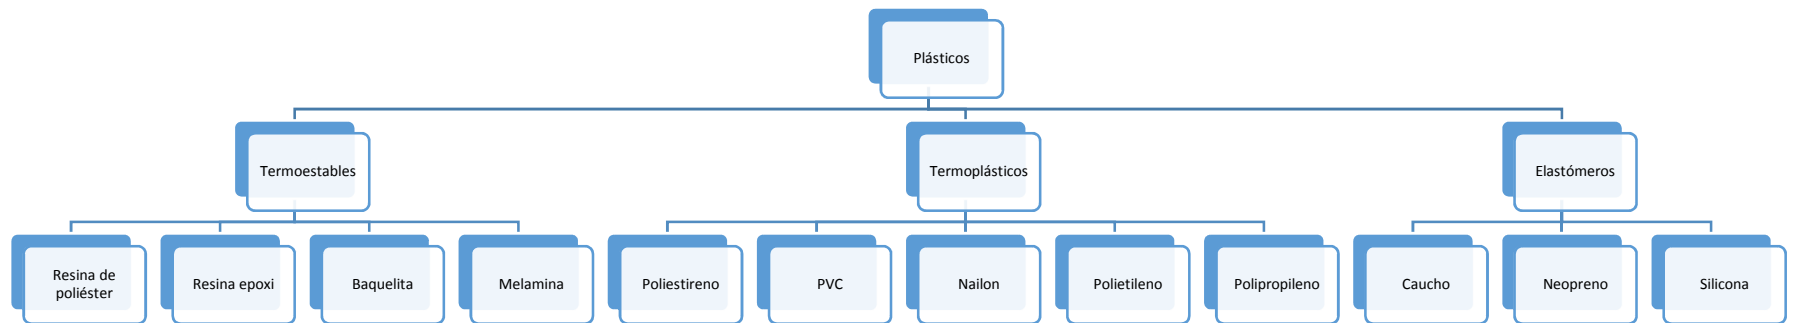 Plásticos
Termoestables
Termoplásticos
Elastómeros
Resina de
poliéster
Resina epoxi
Baquelita
Melamina
Poliestireno
PVC
Nailon
Polietileno
Polipropileno
Caucho
Neopreno
Silicona